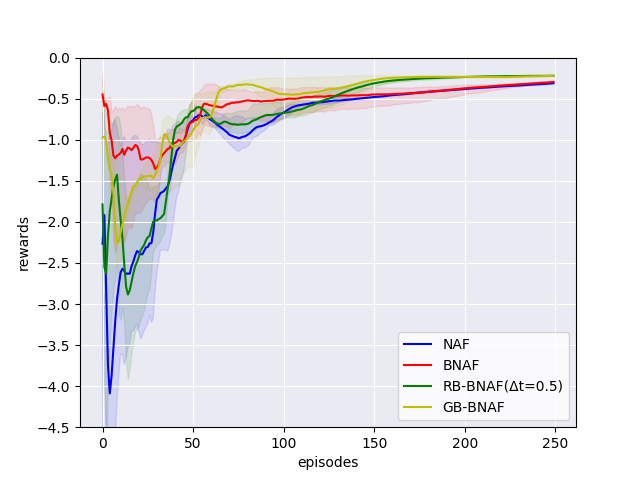 0.0
−0.5
−1.0
−1.5
−2.0
−2.5
−3.0
−3.5
−4.0
−4.5
rewards
0 50 100 150 200 250
episodes
NAF
BNAF
RB-BNAF(Δt=0.5)
GB-BNAF